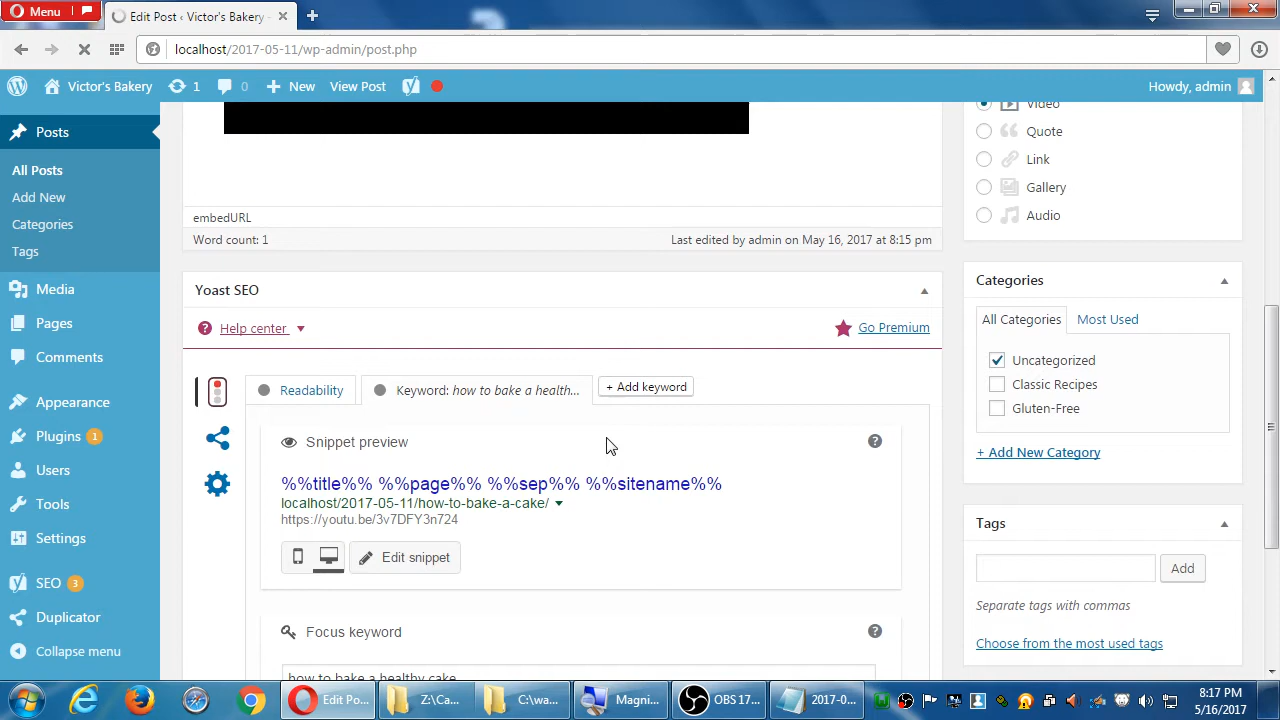 Menu
Edit Post ‹ Victor's Bakery -
localhost/2017-05-11/wp-admin/post.php
Victor's Bakery
1
0
New
View Post
Howdy, admin
Posts
All Posts
Add New
Categories
Tags
Media
Pages
Comments
Appearance
Plugins 1
Users
Tools
Settings
SEO 3
Duplicator
Collapse menu
embedURL
Word count: 1
Last edited by admin on May 16, 2017 at 8:15 pm
Yoast SEO
Help center
Go Premium
Readability
Keyword: how to bake a health...
+ Add keyword
Snippet preview
%%title%% %%page%% %%sep%% %%sitename%%
localhost/2017-05-11/how-to-bake-a-cake/
https://youtu.be/3v7DFY3n724
Edit snippet
Focus keyword
how to bake a healthy cake
Video
Quote
Link
Gallery
Audio
Categories
All Categories
Most Used
Uncategorized
Classic Recipes
Gluten-Free
+ Add New Category
Tags
Add
Separate tags with commas
Choose from the most used tags
Edit Po...
Z:\Ca...
C:\wa...
Magni...
OBS 17...
2017-0...
8:17 PM
5/16/2017